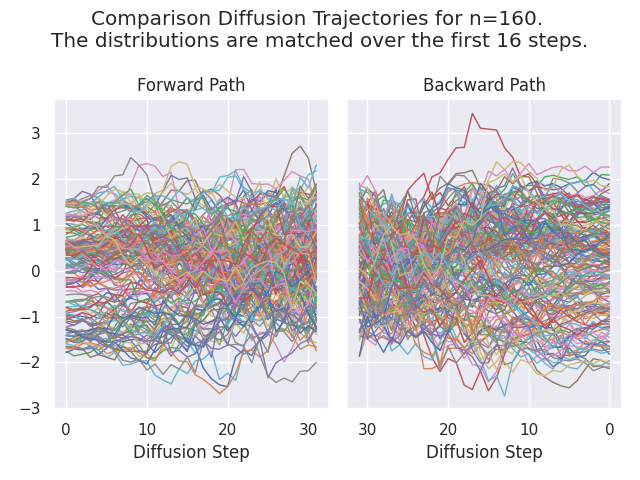 Comparison Diffusion Trajectories for n=160.
The distributions are matched over the first 16 steps.
Forward Path
Backward Path
3
2
1
0
−1
−2
−3
0
10
20
30
30
20
10
0
Diffusion Step
Diffusion Step